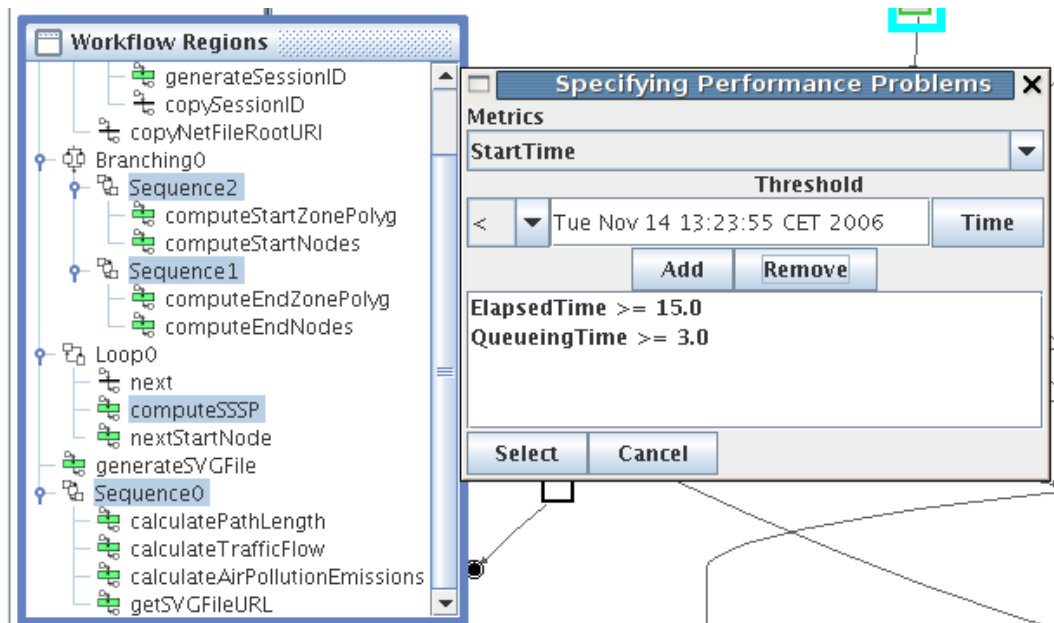 Workflow Regions
generateSessionID
copySessionID
copyNetFileRootURI
Branching0
Sequence2
computeStartZonePolyg
computeStartNodes
Sequence1
computeEndZonePolyg
computeEndNodes
Loop0
next
computeSSSP
nextStartNode
generateSVGFile
Sequence0
calculatePathLength
calculateTrafficFlow
calculateAirPollutionEmissions
getSVGFileURL
Specifying Performance Problems
Metrics
StartTime
Threshold
< Tue Nov 14 13:23:55 CET 2006 Time
Add Remove
ElapsedTime >= 15.0
QueueingTime >= 3.0
Select Cancel